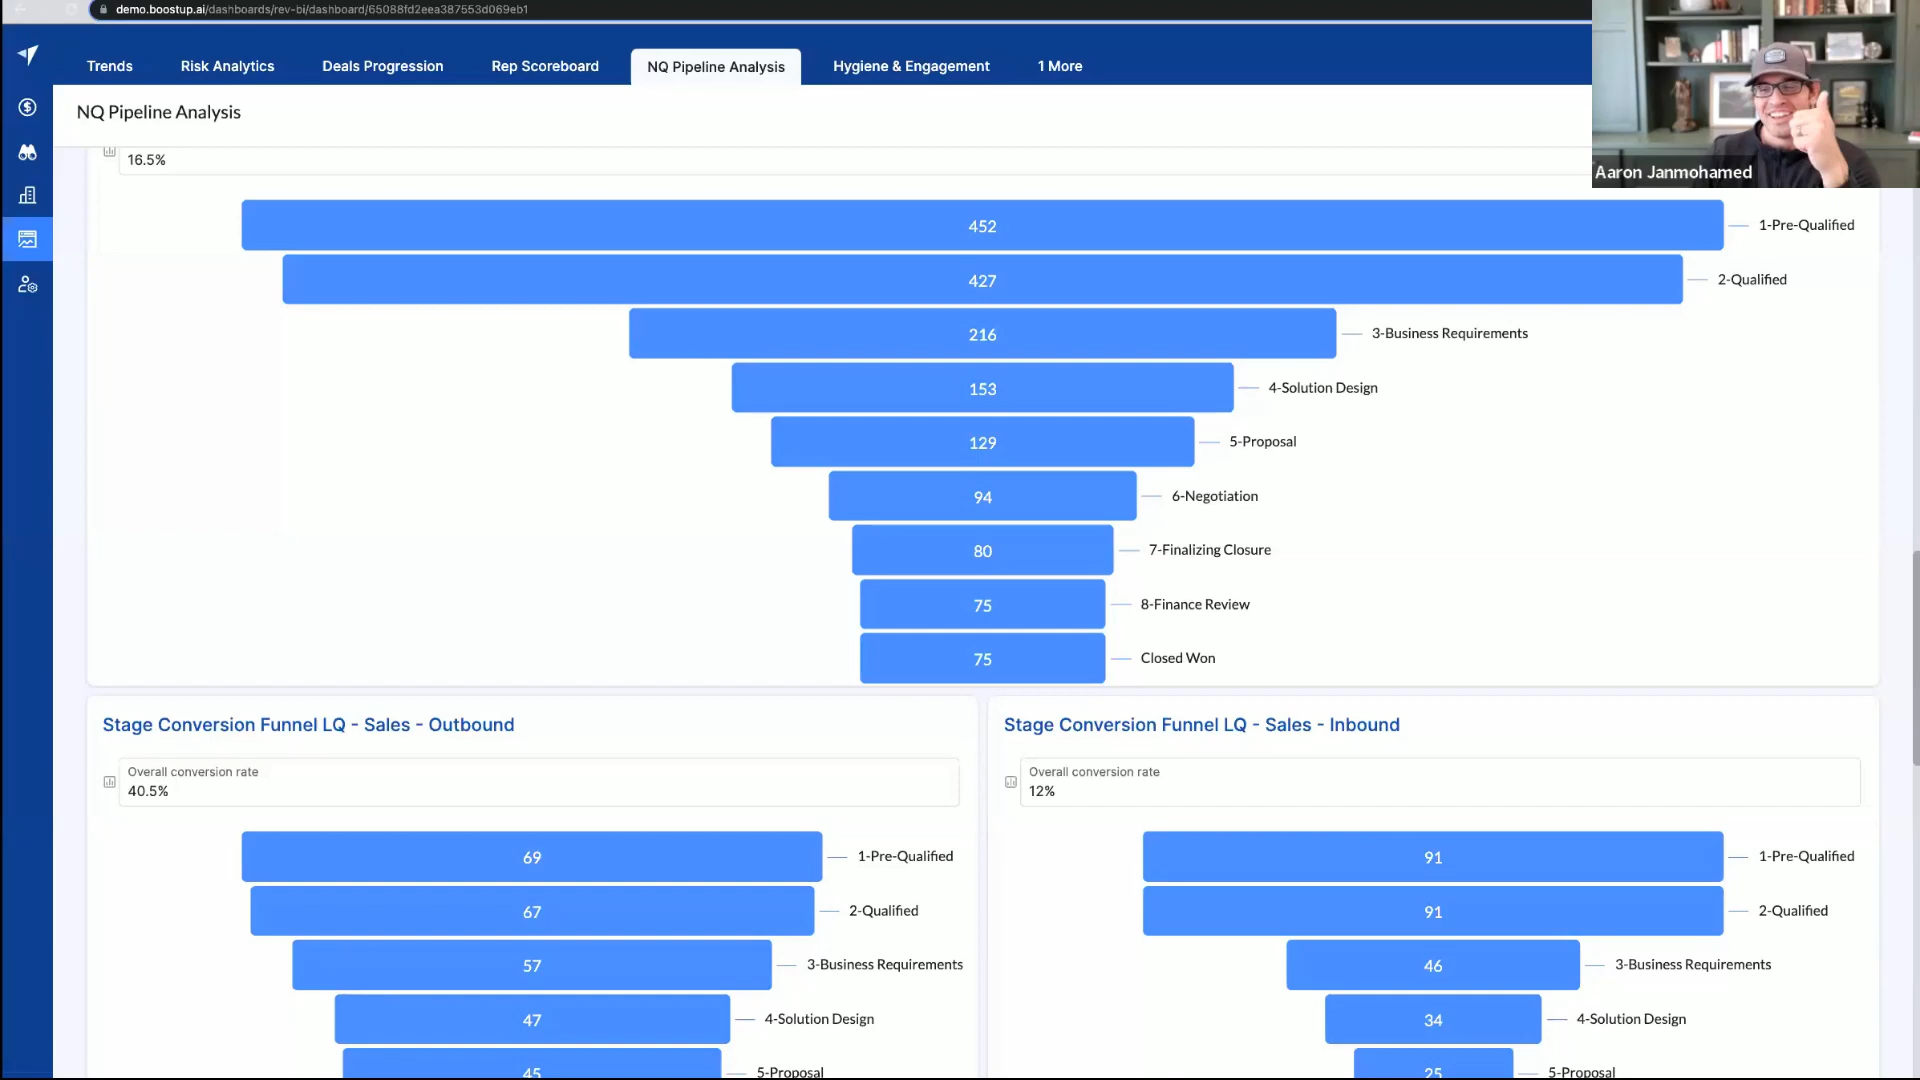 demo.boostup.ai/dashboards/rev-bi/dashboard/65088fd2eea387553d069eb1
Trends
Risk Analytics
Deals Progression
Rep Scoreboard
NQ Pipeline Analysis
Hygiene & Engagement
1 More
NQ Pipeline Analysis
Aaron Janmohamed
16.5%
452
1-Pre-Qualified
427
2-Qualified
216
3-Business Requirements
153
4-Solution Design
129
5-Proposal
94
6-Negotiation
80
7-Finalizing Closure
75
8-Finance Review
75
Closed Won
Stage Conversion Funnel LQ - Sales - Outbound
Overall conversion rate
40.5%
69
1-Pre-Qualified
67
2-Qualified
57
3-Business Requirements
47
4-Solution Design
45
5-Proposal
Stage Conversion Funnel LQ - Sales - Inbound
Overall conversion rate
12%
91
1-Pre-Qualified
91
2-Qualified
46
3-Business Requirements
34
4-Solution Design
25
5-Proposal